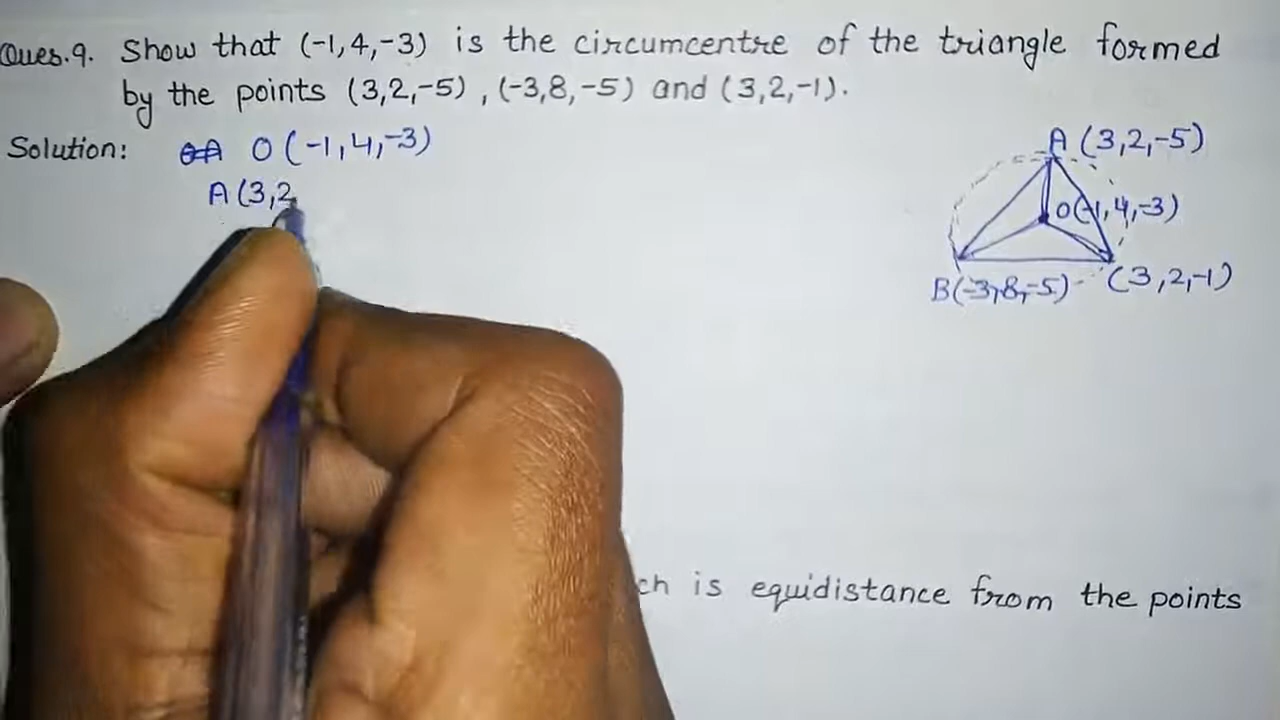 Ques.9. Show that (-1,4,-3) is the circumcentre of the triangle formed
by the points (3,2,-5), (-3,8,-5) and (3,2,-1).
Solution: O(-1,4,-3)
A(3,2
A(3,2,-5)
O(-1,4,-3)
B(-3,8,-5) (3,2,-1)
is equidistance from the points